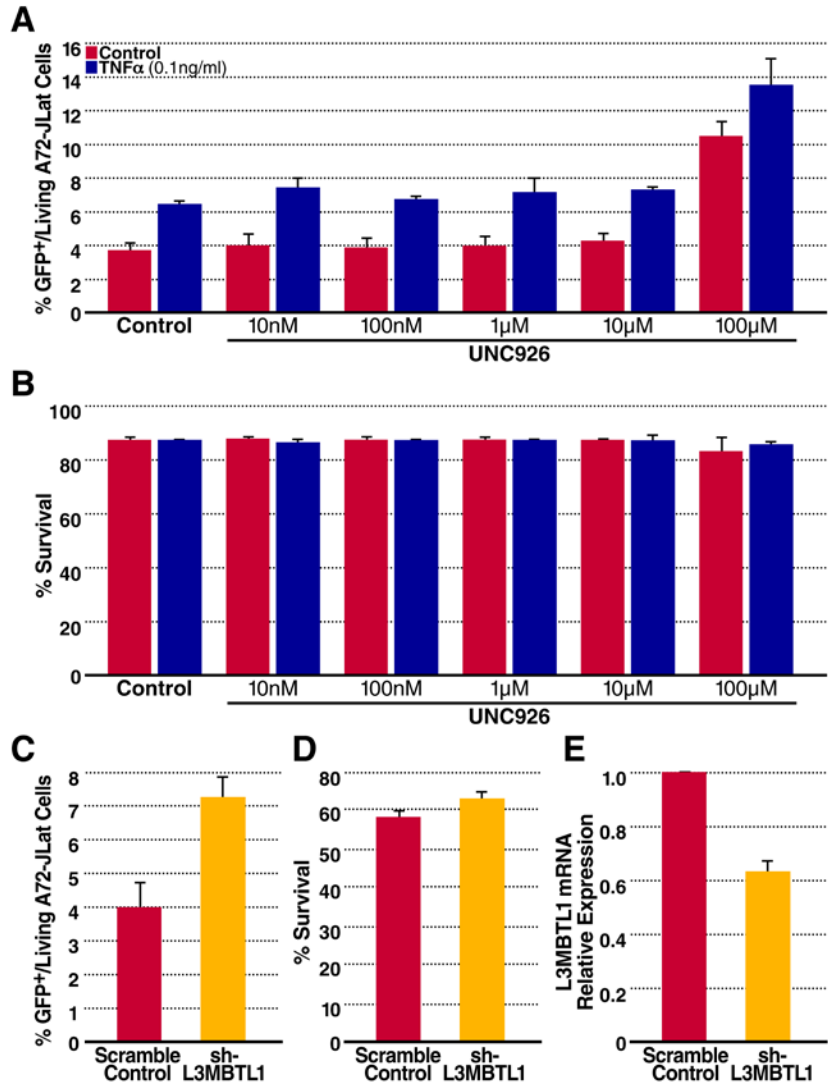 A
% GFP⁺/Living A72-JLat Cells
16
14
12
10
8
6
4
2
0
Control
TNFα (0.1ng/ml)
Control
10nM
100nM
1µM
10µM
100µM
UNC926
B
% Survival
100
80
60
40
20
0
Control
10nM
100nM
1µM
10µM
100µM
UNC926
C
% GFP⁺/Living A72-JLat Cells
8
7
6
5
4
3
2
1
0
Scramble
Control
sh-
L3MBTL1
D
% Survival
80
60
50
40
30
20
10
0
Scramble
Control
sh-
L3MBTL1
E
L3MBTL1 mRNA
Relative Expression
1.0
0.8
0.6
0.4
0.2
0
Scramble
Control
sh-
L3MBTL1